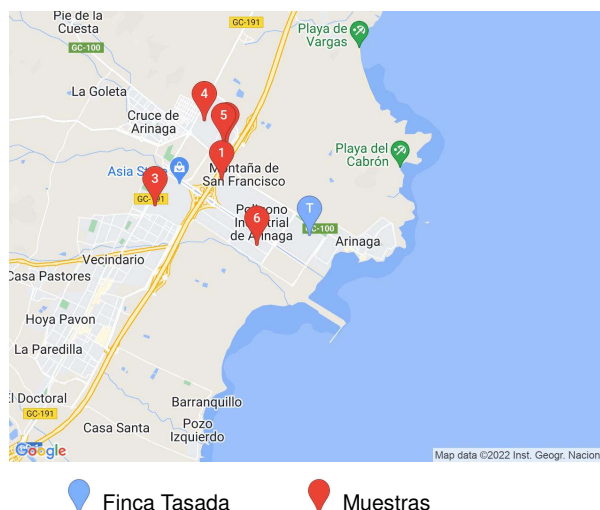 Pie de
la Cuesta
GC-191
Playa de
Vargas
GC-100
La Goleta
4
Cruce de
Arinaga
5
Playa del
Cabrón
1
Asia
Montaña de
San Francisco
3
GC-191
T
6
Polígono
Industrial
de Arinaga
GC-100
Arinaga
Vecindario
Casa Pastores
Hoya Pavon
La Paredilla
El Doctoral
GC-191
Barranquillo
Casa Santa
Pozo
Izquierdo
Google
Map data ©2022 Inst. Geogr. Nacion
Finca Tasada
Muestras